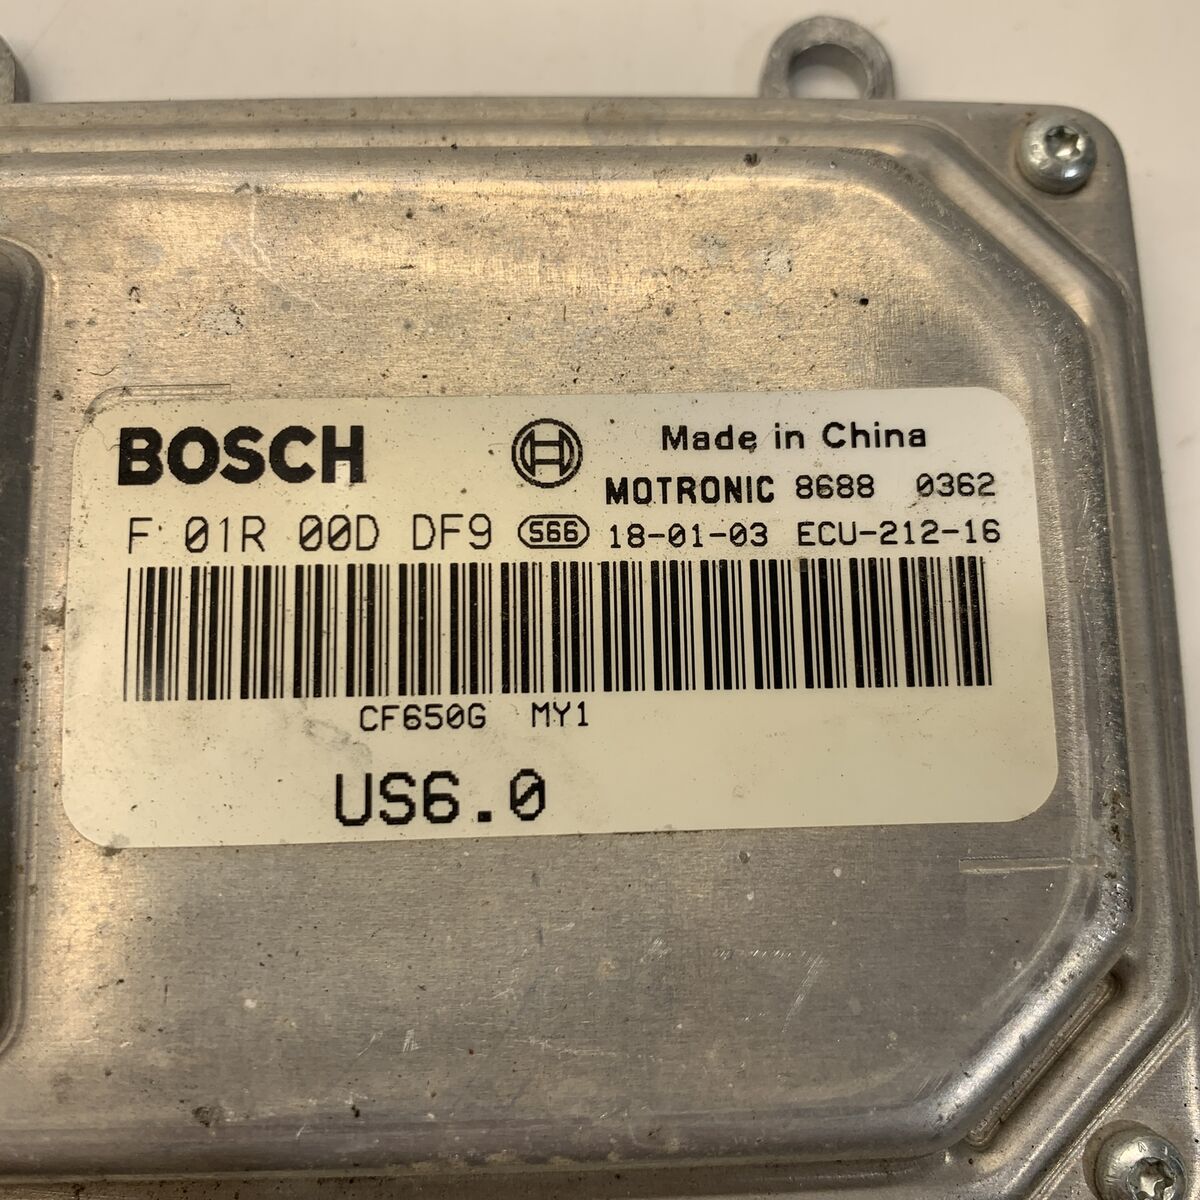 BOSCH
Made in China
MOTRONIC 8688 0362
F 01R 00D DF9 S66 18-01-03 ECU-212-16
CF650G MY1
US6.0